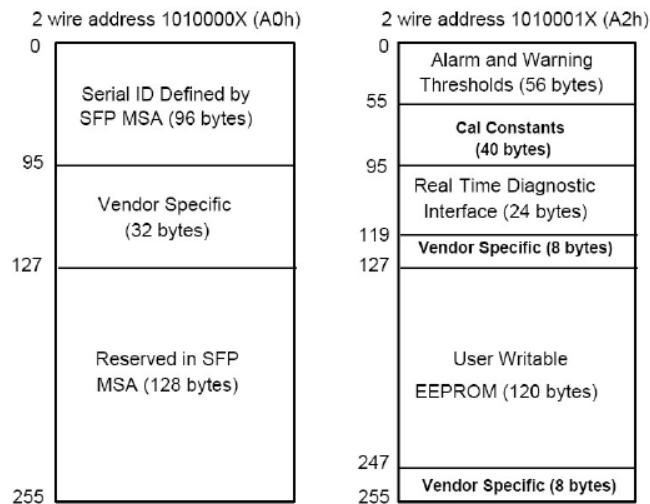 2 wire address 1010000X (A0h)
0
Serial ID Defined by
SFP MSA (96 bytes)
95
Vendor Specific
(32 bytes)
127
Reserved in SFP
MSA (128 bytes)
255
2 wire address 1010001X (A2h)
0
Alarm and Warning
Thresholds (56 bytes)
55
Cal Constants
(40 bytes)
95
Real Time Diagnostic
Interface (24 bytes)
119
Vendor Specific (8 bytes)
127
User Writable
EEPROM (120 bytes)
247
Vendor Specific (8 bytes)
255